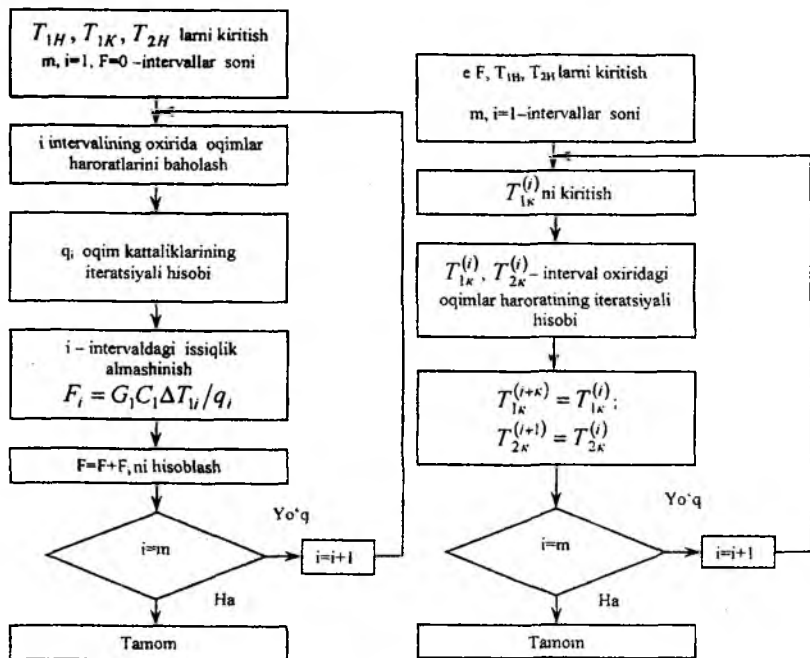 T₁H, T₁K, T₂H larni kiritish
m, i=1, F=0 –intervallar soni
i intervalining oxirida oqimlar
haroratlarini baholash
qᵢ oqim kattaliklarining
iteratsiyali hisobi
i – intervaldagi issiqlik
almashinish
Fᵢ = G₁C₁ΔT₁ᵢ/qᵢ
F=F+Fᵢ ni hisoblash
i=m
Yo‘q
i=i+1
Ha
Tamom
e F, T₁H, T₂H larni kiritish
m, i=1–intervallar soni
T₁ₖ⁽ⁱ⁾ ni kiritish
T₁ₖ⁽ⁱ⁾, T₂ₖ⁽ⁱ⁾ – interval oxiridagi
oqimlar haroratining iteratsiyali
hisobi
T₁ₖ⁽ⁱ⁺ᵏ⁾ = T₁ₖ⁽ⁱ⁾;
T₂ₖ⁽ⁱ⁺¹⁾ = T₂ₖ⁽ⁱ⁾
i=m
Yo‘q
i=i+1
Ha
Tamom